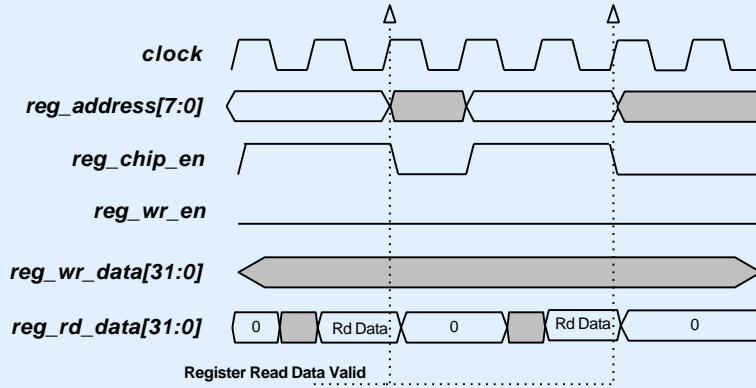 clock
reg_address[7:0]
reg_chip_en
reg_wr_en
reg_wr_data[31:0]
reg_rd_data[31:0] 0 Rd Data 0 Rd Data 0
Register Read Data Valid